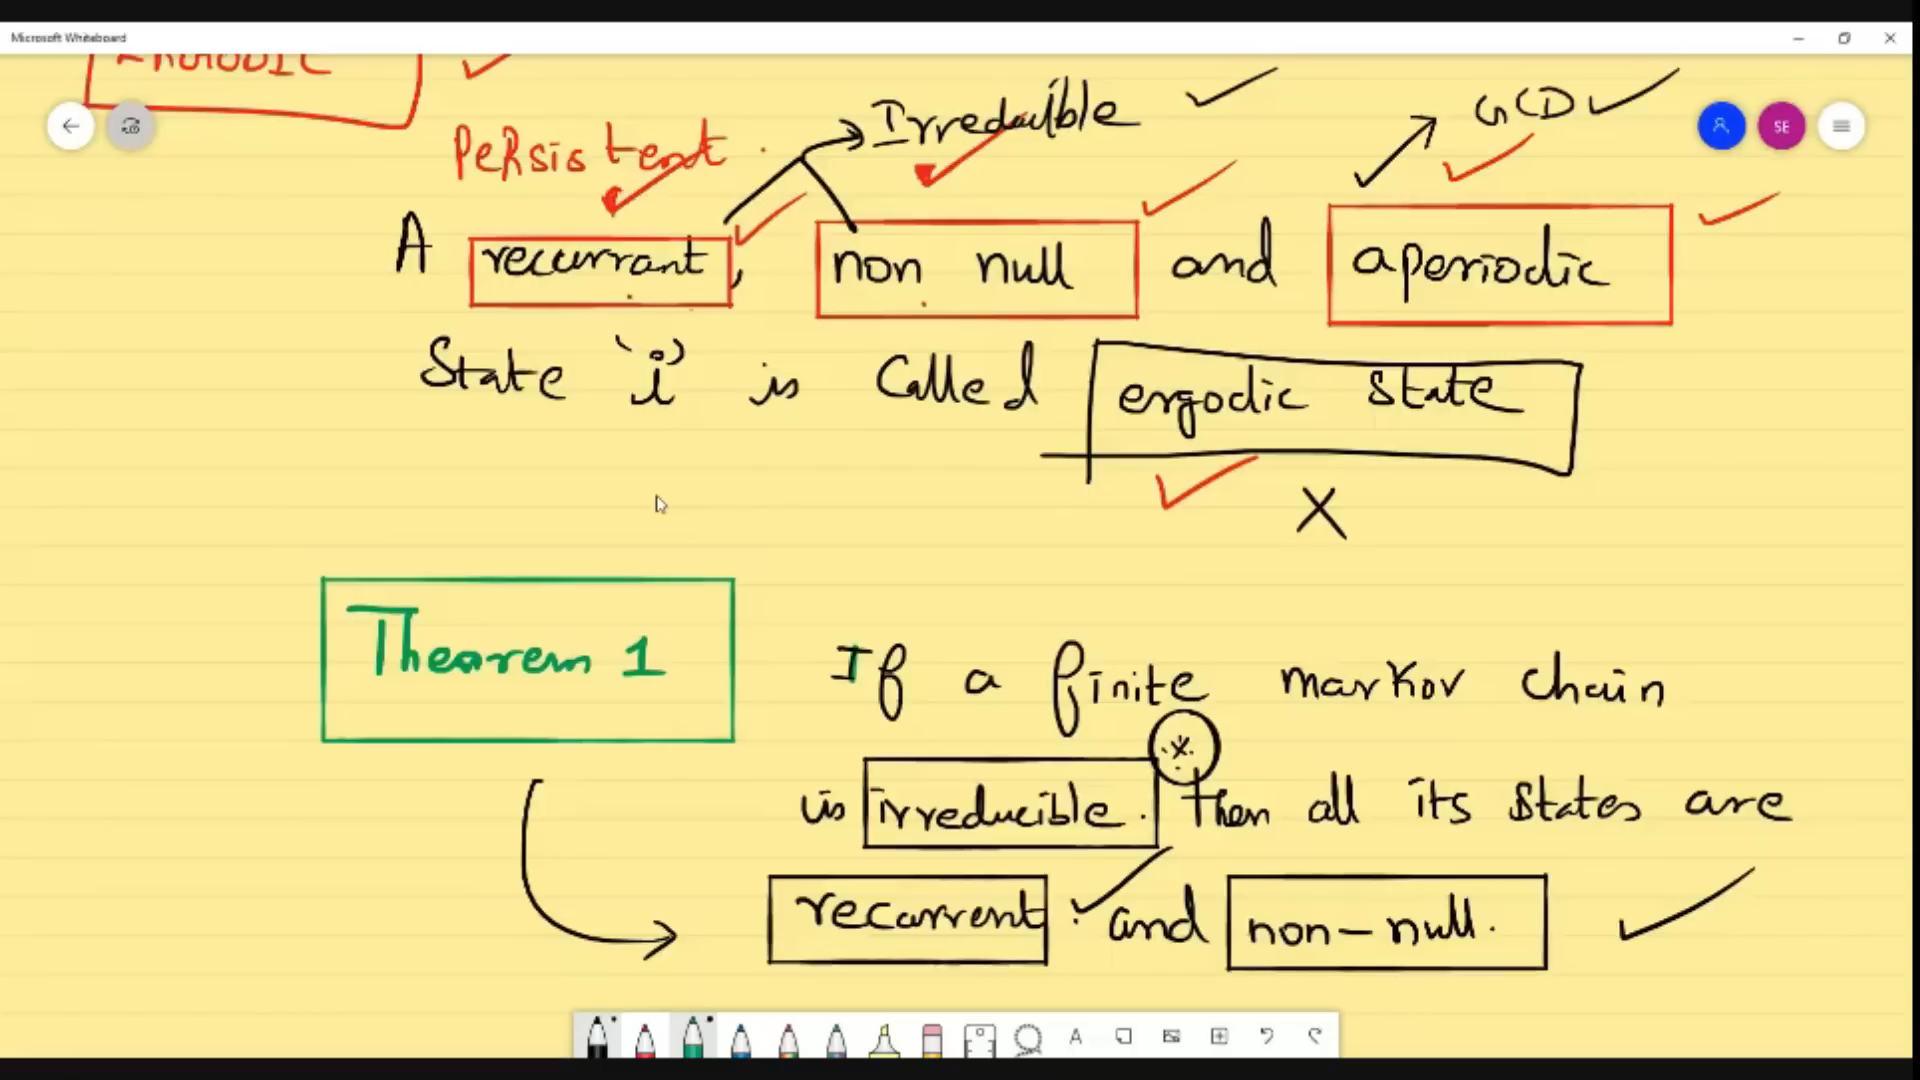 Microsoft Whiteboard
Persistent.
Irreducible
GCD
SE
A recurrant, non null and aperiodic
State 'i' is Called ergodic State
X
Theorem 1
If a finite markov chain
is irreducible. Then all its States are
recurrent. and non-null.
A